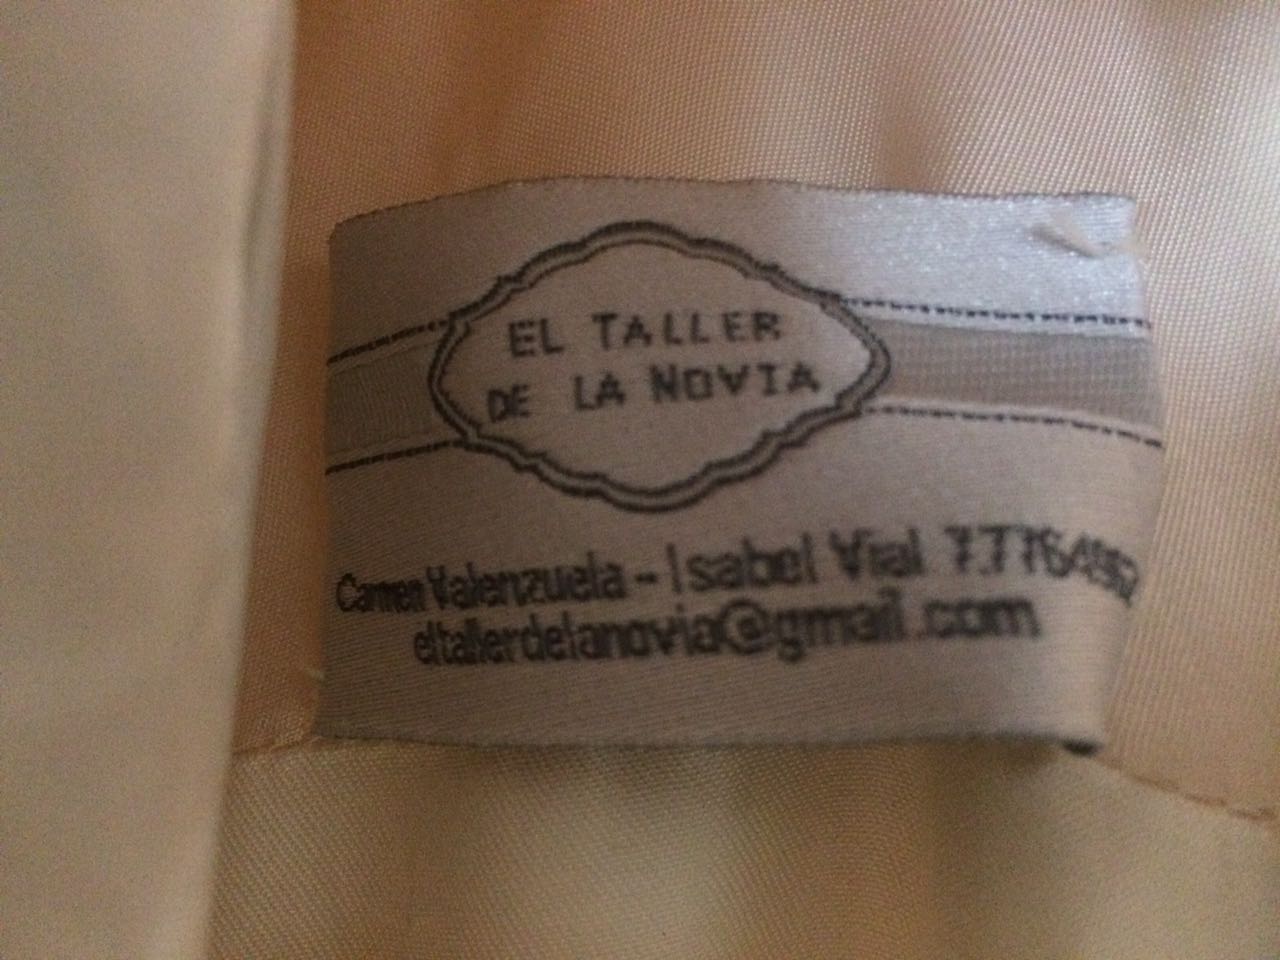 EL TALLER
DE LA NOVIA
Carmen Valenzuela - Isabel Vial
eltallerdelanovia@gmail.com